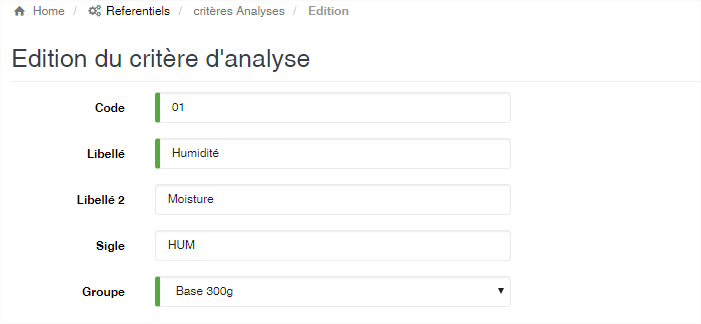 Home / Referentiels / critères Analyses / Edition
Edition du critère d'analyse
Code 01
Libellé Humidité
Libellé 2 Moisture
Sigle HUM
Groupe Base 300g